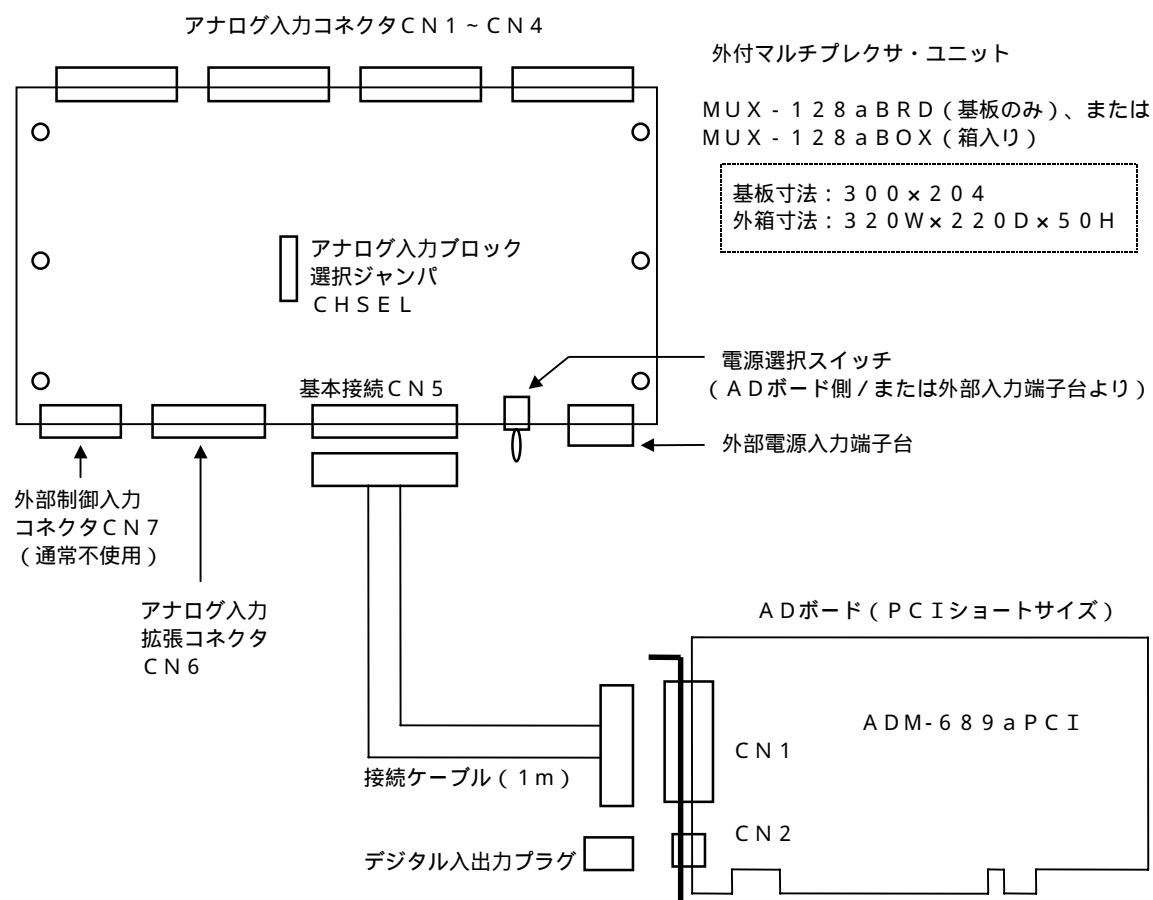 アナログ入力コネクタＣＮ１～ＣＮ４
外付マルチプレクサ・ユニット
ＭＵＸ－１２８ａＢＲＤ（基板のみ）、または
ＭＵＸ－１２８ａＢＯＸ（箱入り）
基板寸法：３００×２０４
外箱寸法：３２０Ｗ×２２０Ｄ×５０Ｈ
アナログ入力ブロック
選択ジャンパ
ＣＨＳＥＬ
電源選択スイッチ
（ＡＤボード側／または外部入力端子台より）
基本接続ＣＮ５
外部電源入力端子台
外部制御入力
コネクタＣＮ７
（通常不使用）
アナログ入力
拡張コネクタ
ＣＮ６
ＡＤボード（ＰＣＩショートサイズ）
ＡＤＭ-６８９ａＰＣＩ
ＣＮ１
接続ケーブル（１ｍ）
ＣＮ２
デジタル入出力プラグ